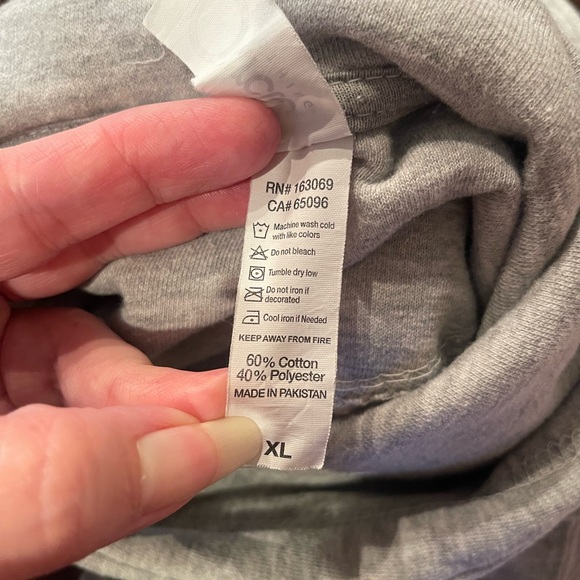 RN# 163069
CA# 65096
Machine wash cold
with like colors
Do not bleach
Tumble dry low
Do not iron if
decorated
Cool iron if Needed
KEEP AWAY FROM FIRE
60% Cotton
40% Polyester
MADE IN PAKISTAN
XL